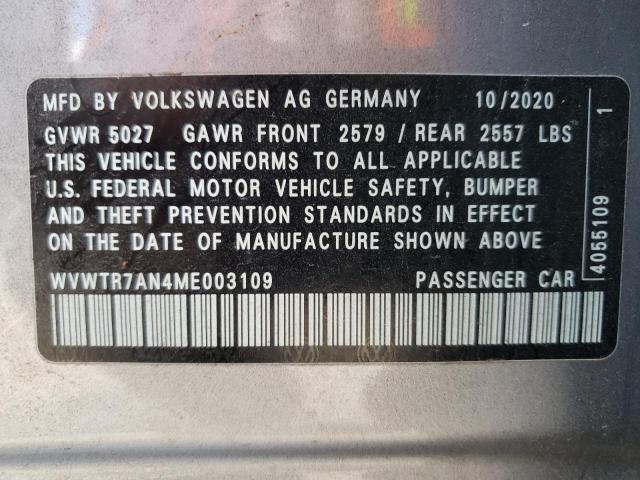 MFD BY VOLKSWAGEN AG GERMANY 10/2020
GVWR 5027 GAWR FRONT 2579 / REAR 2557 LBS
THIS VEHICLE CONFORMS TO ALL APPLICABLE
U.S. FEDERAL MOTOR VEHICLE SAFETY, BUMPER
AND THEFT PREVENTION STANDARDS IN EFFECT
ON THE DATE OF MANUFACTURE SHOWN ABOVE
WVWTR7AN4ME003109 PASSENGER CAR
4055109 1